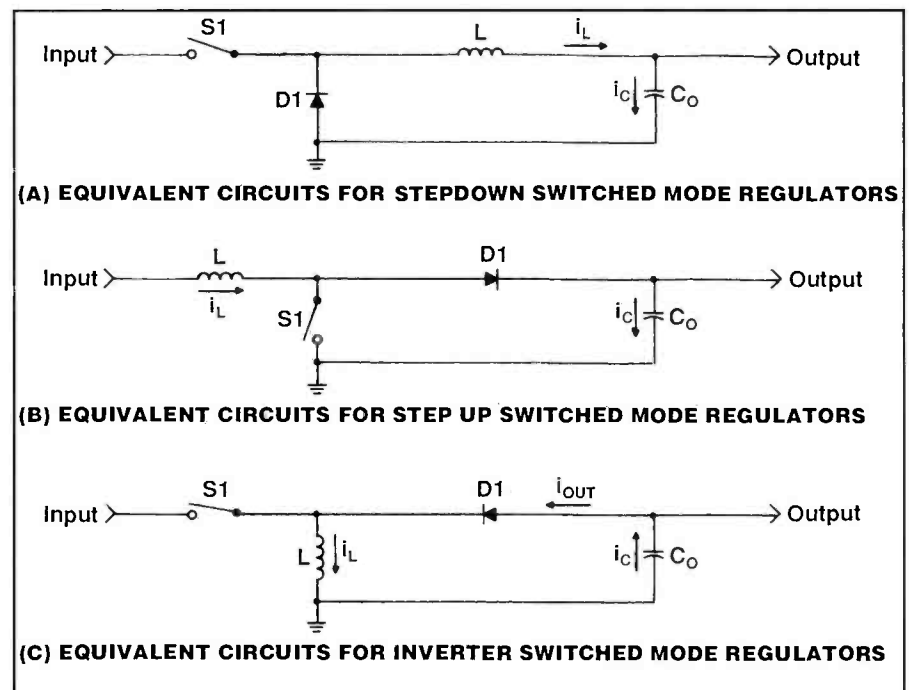 S1
L
iL
Input
Output
D1
iC
CO
(A) EQUIVALENT CIRCUITS FOR STEPDOWN SWITCHED MODE REGULATORS
L
D1
Input
Output
iL
S1
iC
CO
(B) EQUIVALENT CIRCUITS FOR STEP UP SWITCHED MODE REGULATORS
S1
D1
iOUT
Input
Output
L
iL
iC
CO
(C) EQUIVALENT CIRCUITS FOR INVERTER SWITCHED MODE REGULATORS